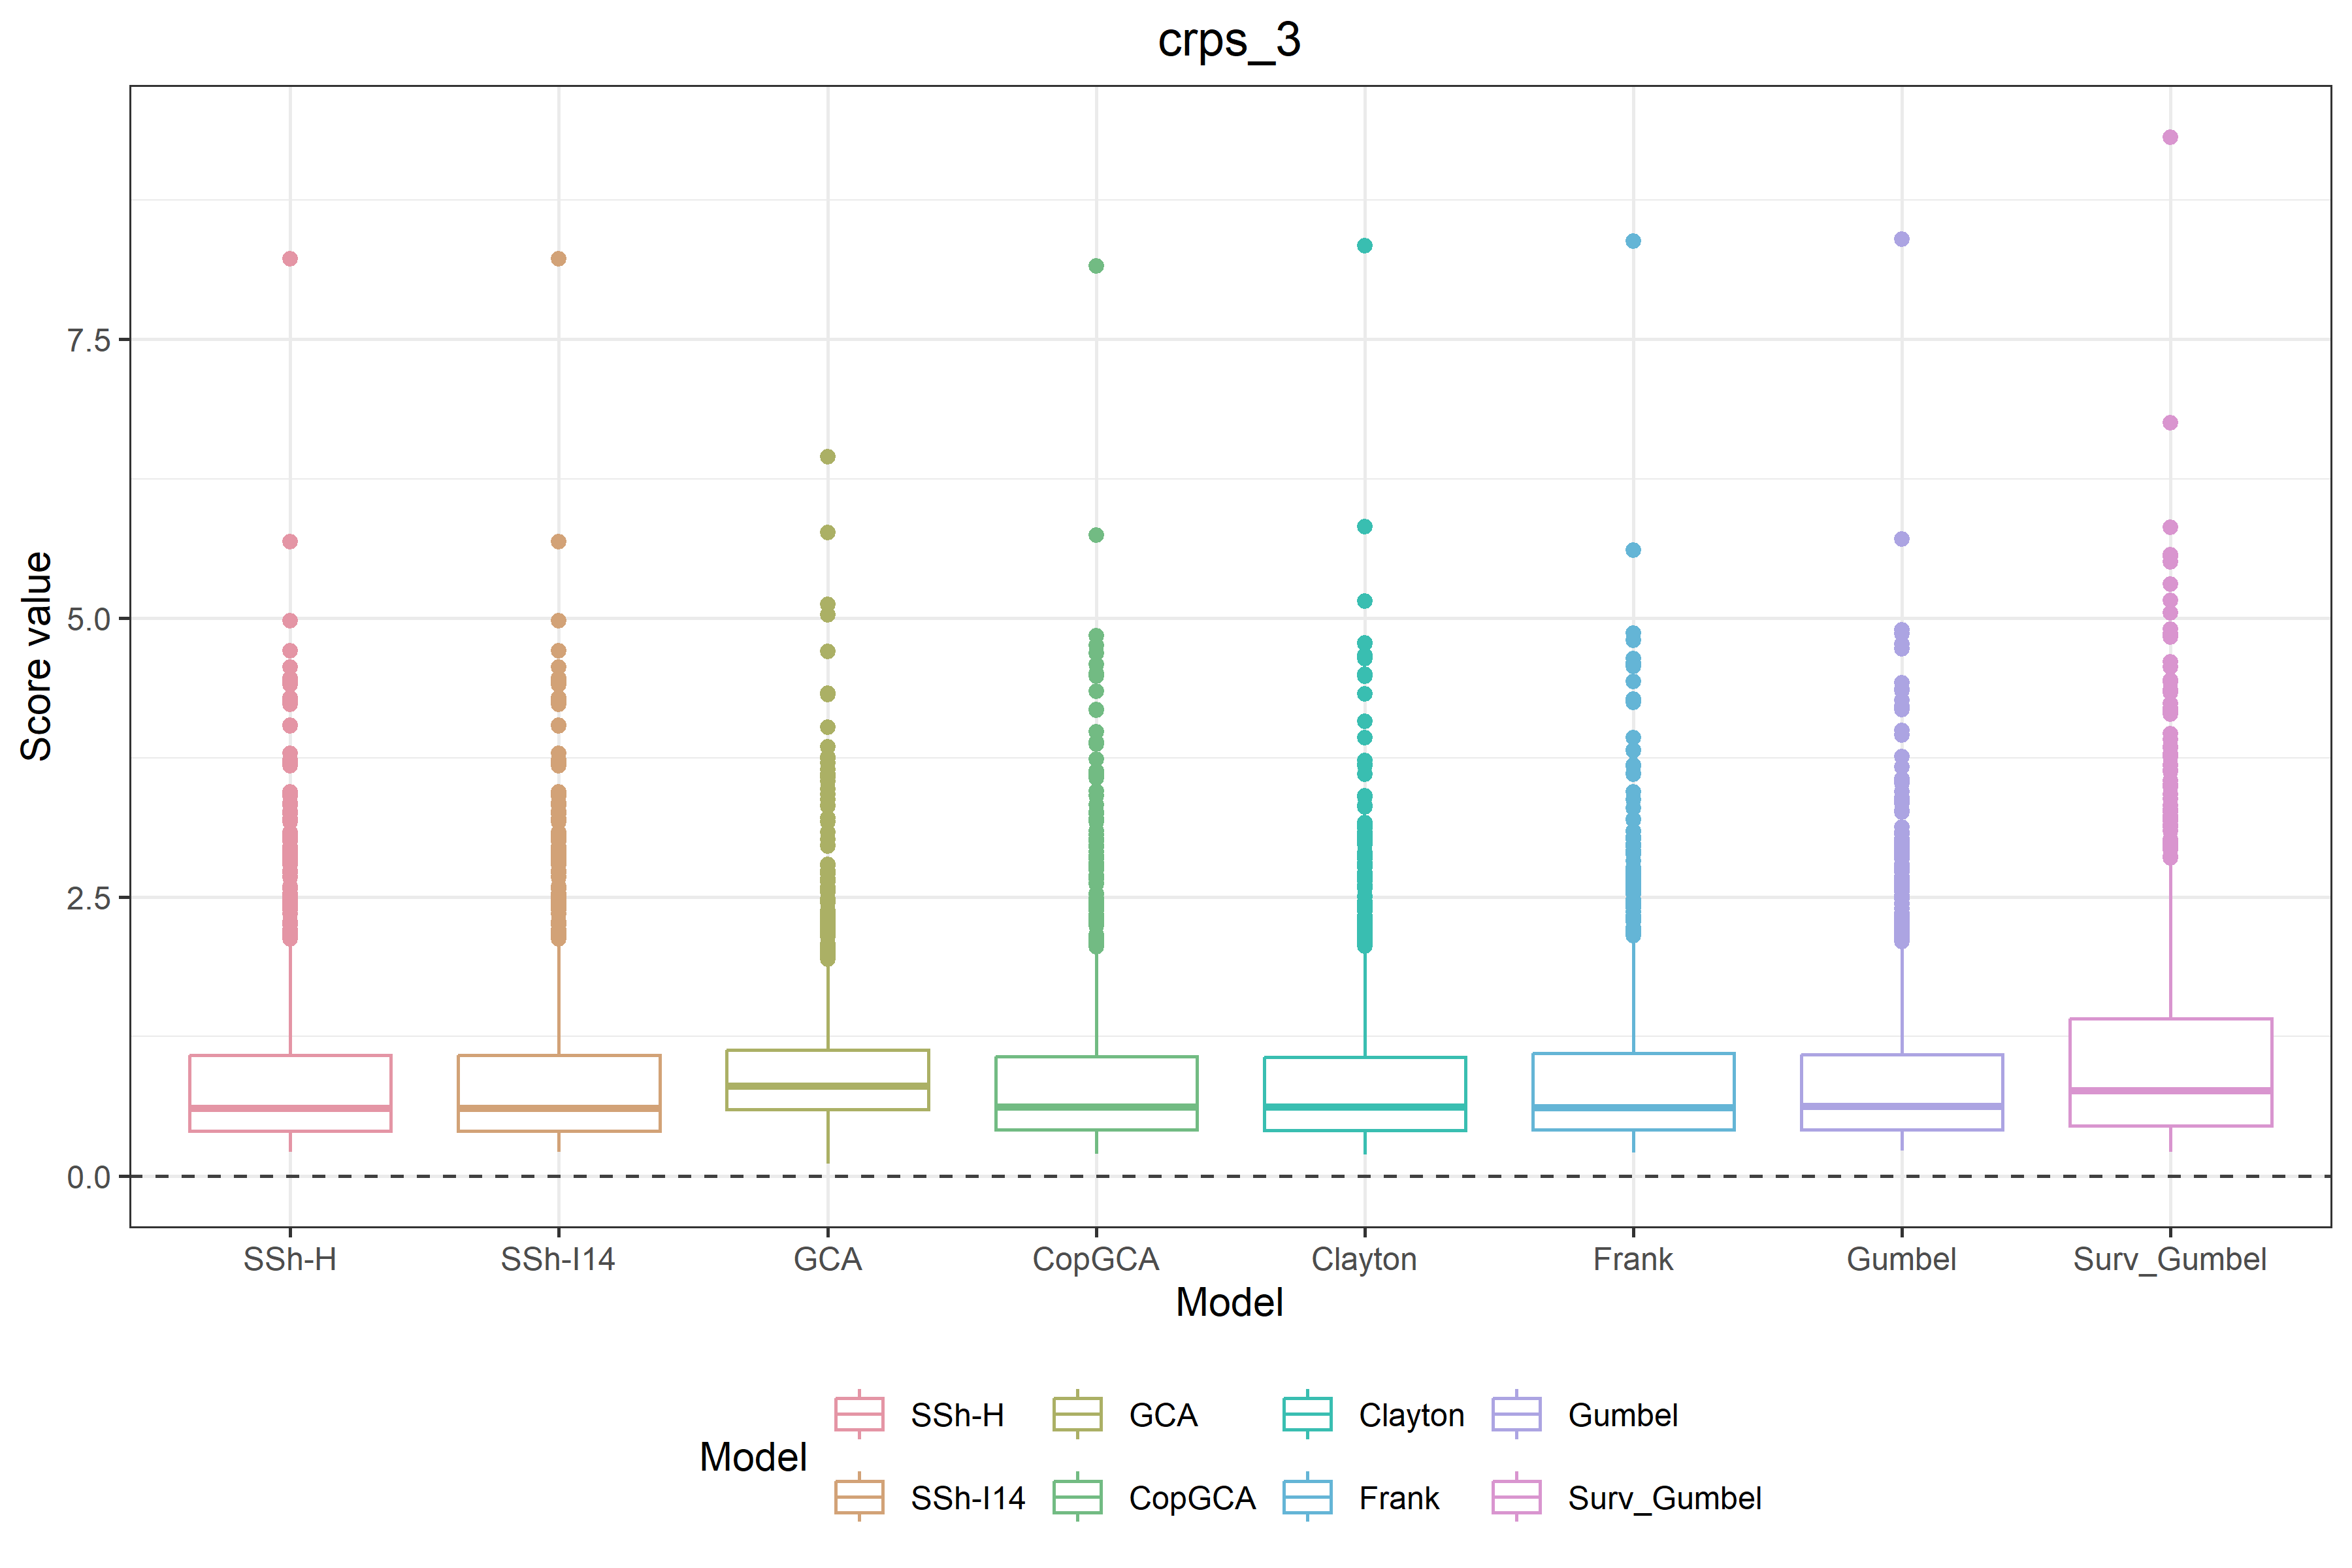 crps_3
Score value
7.5
5.0
2.5
0.0
SSh-H SSh-I14 GCA CopGCA Clayton Frank Gumbel Surv_Gumbel
Model
Model
SSh-H GCA Clayton Gumbel
SSh-I14 CopGCA Frank Surv_Gumbel